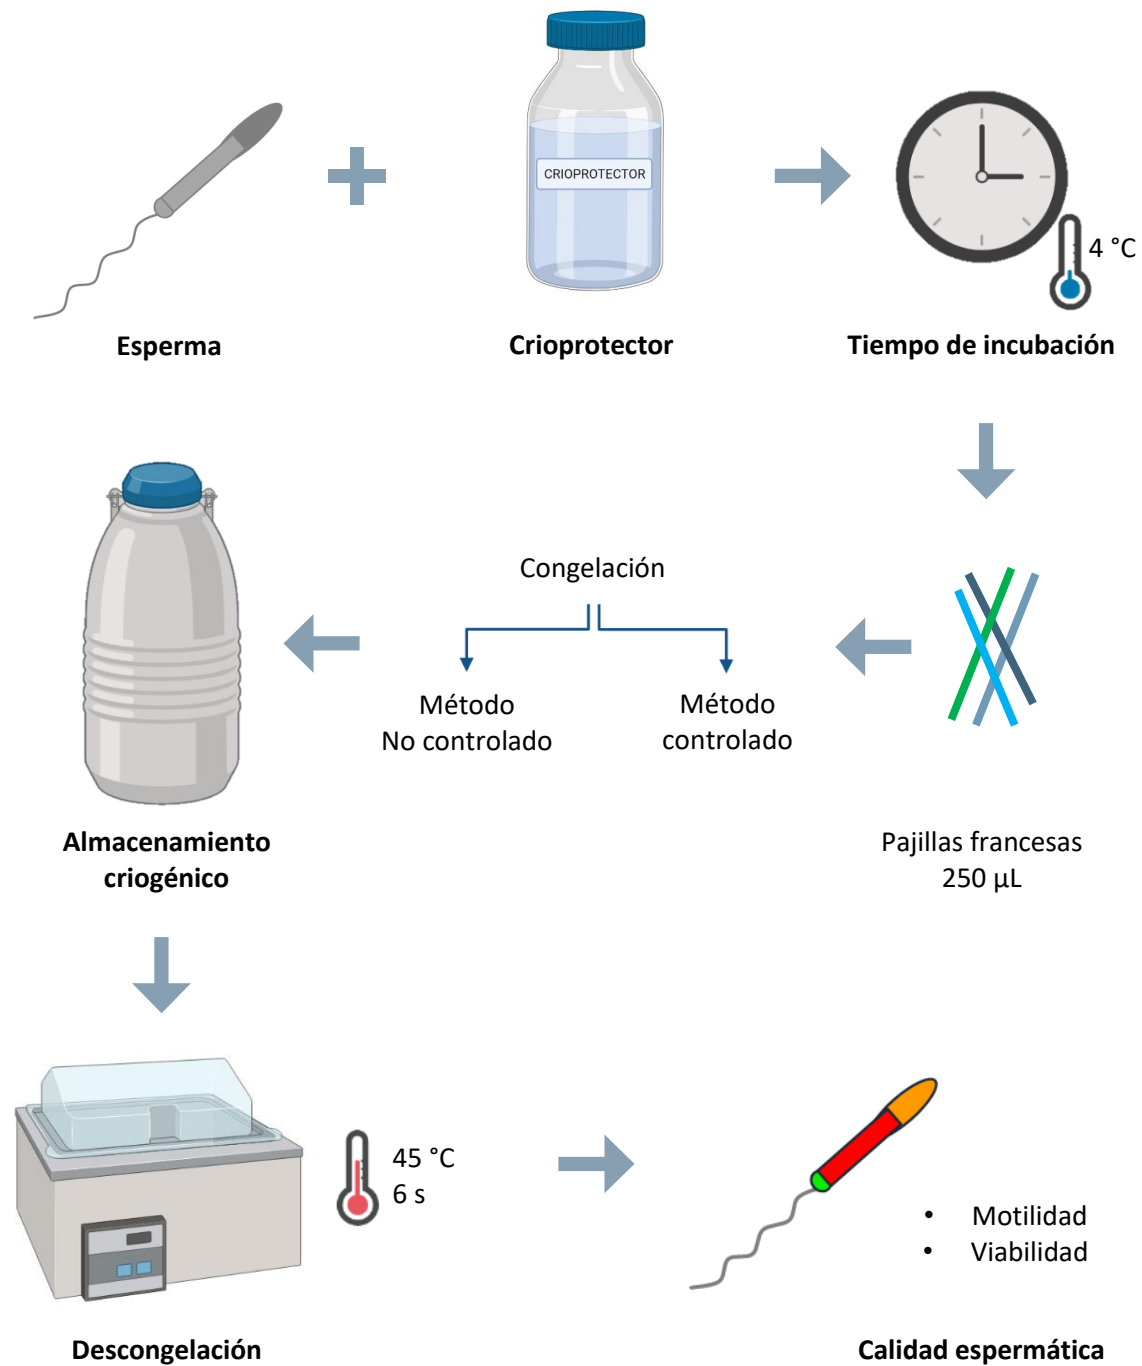 CRIOPROTECTOR
4 °C
Esperma
Crioprotector
Tiempo de incubación
Congelación
Método
No controlado
Método
controlado
Almacenamiento
criogénico
Pajillas francesas
250 µL
45 °C
6 s
• Motilidad
• Viabilidad
Descongelación
Calidad espermática